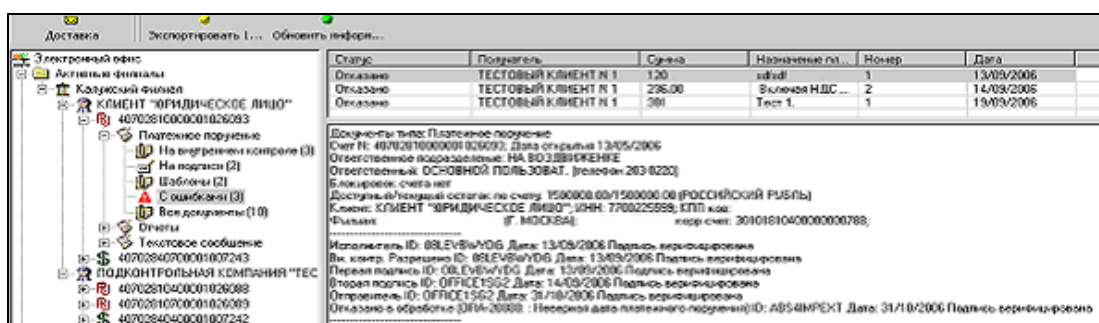 Доставка Экспортировать I... Обновить информ...
Электронный офис
Активные филиалы
Калужский филиал
КЛИЕНТ "ЮРИДИЧЕСКОЕ ЛИЦО"
40702810000001026093
Платежное поручение
На внутреннем контроле (3)
На подписи (2)
Шаблоны (2)
С ошибками (3)
Все документы (10)
Отчеты
Текстовое сообщение
40702840000001007243
ПОДКОНТРОЛЬНАЯ КОМПАНИЯ "ТЕС
40702810400001026088
40702810700001026089
40702840400001007242
Статус Получатель Сумма Назначение пл... Номер Дата
Отказано ТЕСТОВЫЙ КЛИЕНТ N 1 120 sdfsdf 1 13/09/2006
Отказано ТЕСТОВЫЙ КЛИЕНТ N 1 236.00 Включая НДС ... 2 14/09/2006
Отказано ТЕСТОВЫЙ КЛИЕНТ N 1 301 Тест 1. 1 19/09/2006
Документы типа: Платежное поручение
Счет N: 40702810000001026093; Дата открытия 13/05/2006
Ответственное подразделение: НА ВОЗДВИЖЕНКЕ
Ответственный: ОСНОВНОЙ ПОЛЬЗОВАТ. (телефон 203-0220)
Блокировок счета нет
Доступный/текущий остаток по счету: 1500000.00/1500000.00 (РОССИЙСКИЙ РУБЛЬ)
Клиент: КЛИЕНТ "ЮРИДИЧЕСКОЕ ЛИЦО"; ИНН: 7700225599; КПП код:
Филиал: (Г. МОСКВА); корр счет: 30101810400000000788;
Исполнитель ID: 08LEVBWYDG Дата: 13/09/2006 Подпись верифицирована
Вн. контр. Разрешено ID: 08LEVBWYDG Дата: 13/09/2006 Подпись верифицирована
Первая подпись ID: 08LEVBWYDG Дата: 13/09/2006 Подпись верифицирована
Вторая подпись ID: OFFICE1SG2 Дата: 14/09/2006 Подпись верифицирована
Отправитель ID: OFFICE1SG2 Дата: 31/10/2006 Подпись верифицирована
Отказано в обработке (ORA-20000: : Неверная дата платежного поручения) ID: ABS4IMPEXT Дата: 31/10/2006 Подпись верифицирована